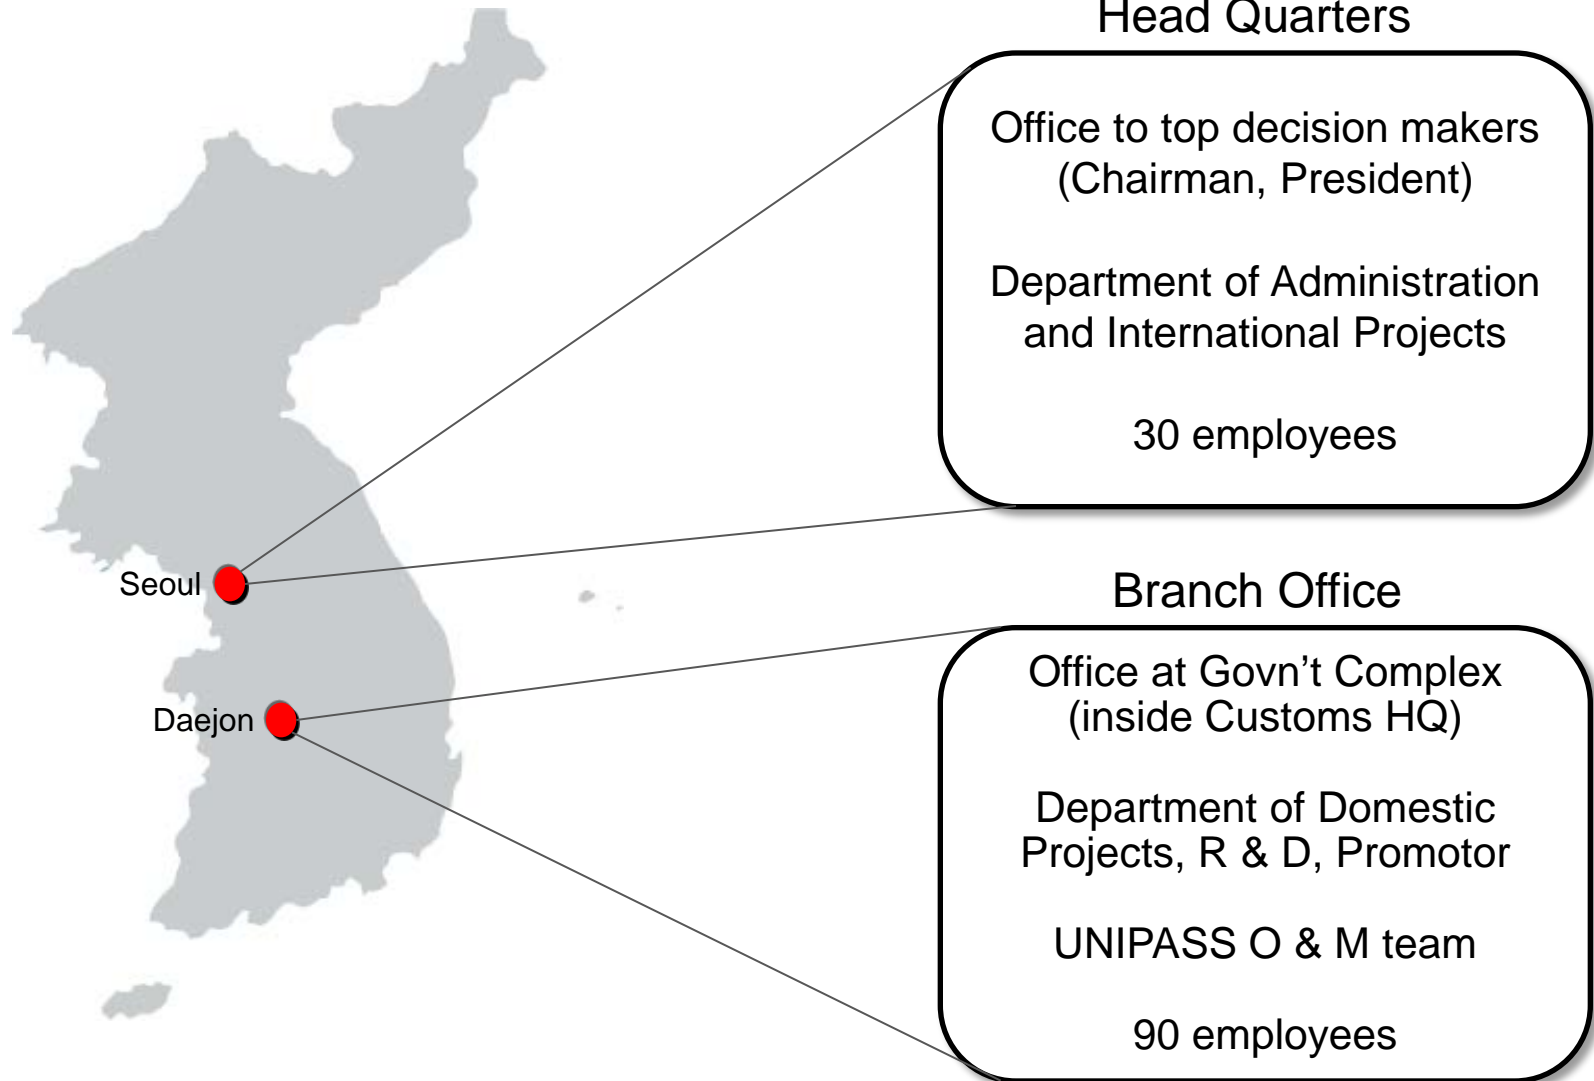 Head Quarters
Office to top decision makers
(Chairman, President)
Department of Administration
and International Projects
30 employees
Seoul
Branch Office
Office at Govn’t Complex
(inside Customs HQ)
Daejon
Department of Domestic
Projects, R & D, Promotor
UNIPASS O & M team
90 employees